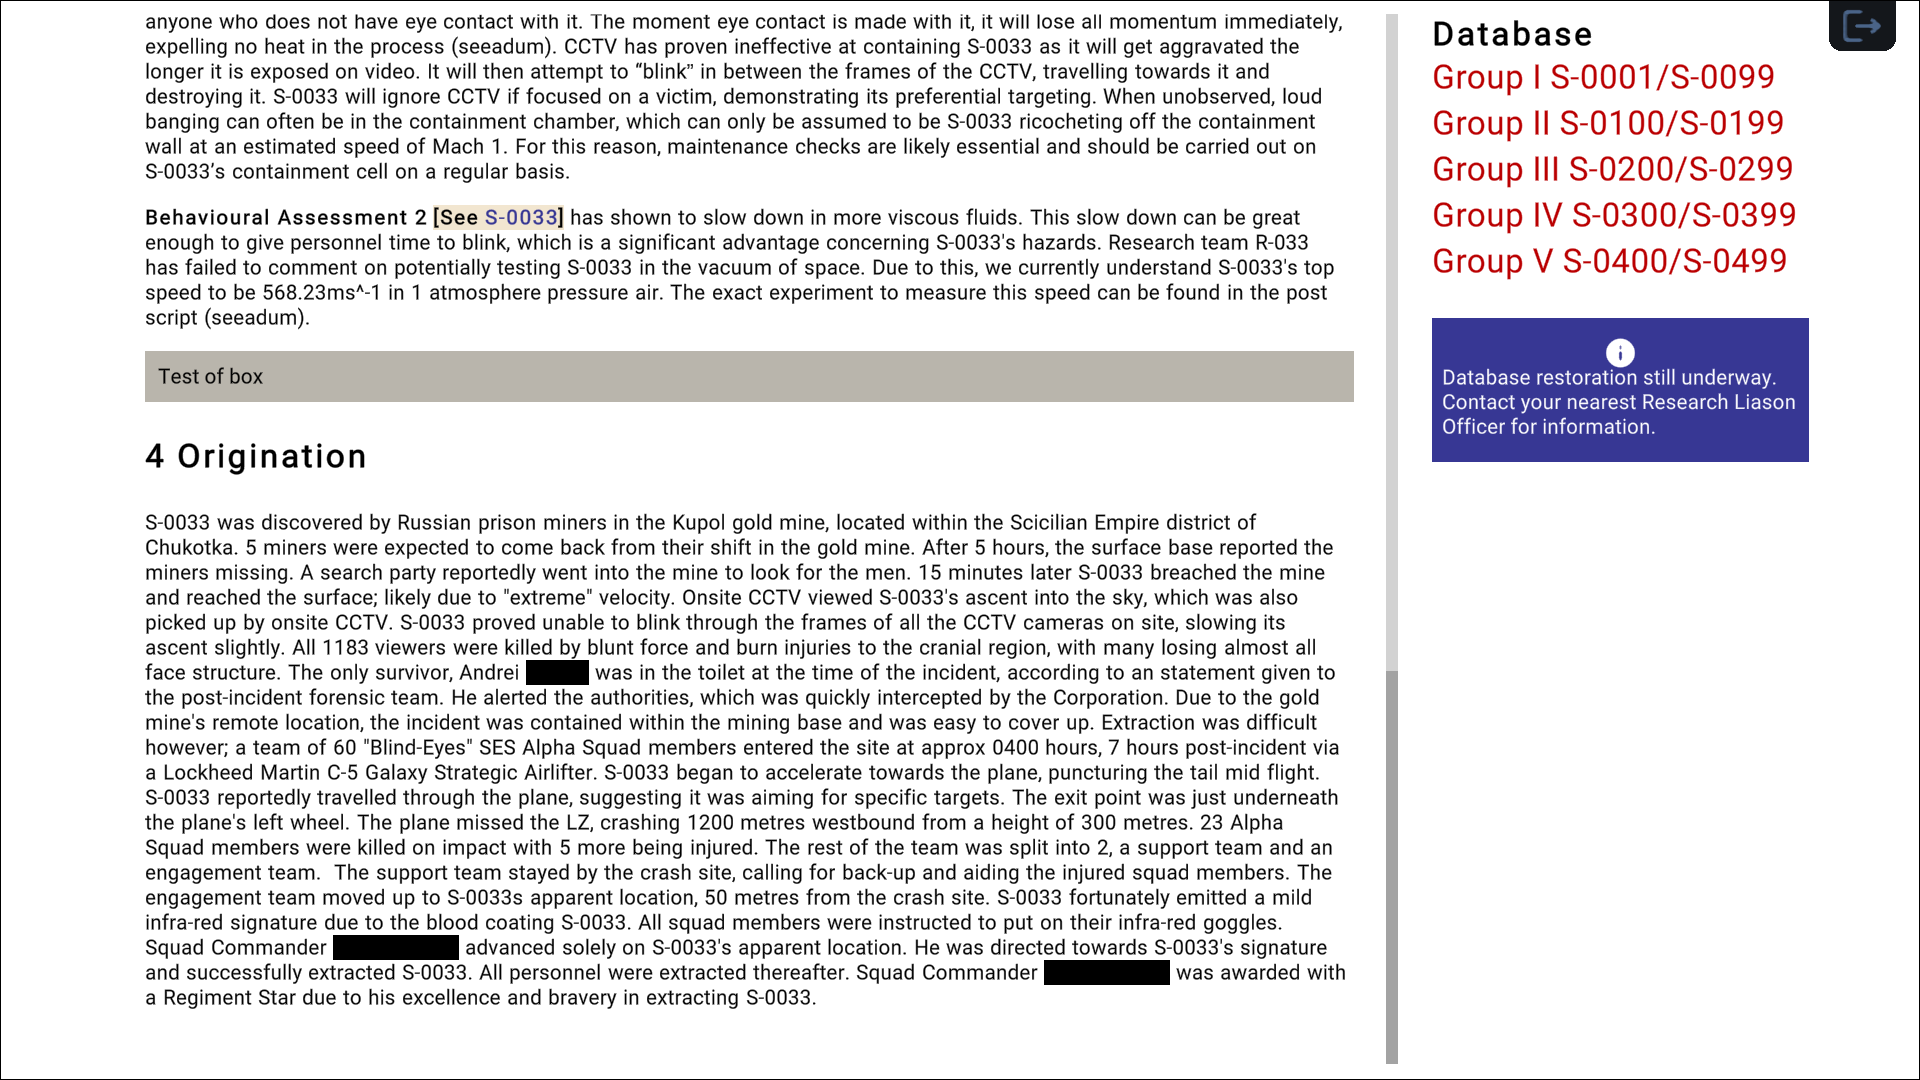 anyone who does not have eye contact with it. The moment eye contact is made with it, it will lose all momentum immediately,
expelling no heat in the process (seeadum). CCTV has proven ineffective at containing S-0033 as it will get aggravated the
longer it is exposed on video. It will then attempt to “blink” in between the frames of the CCTV, travelling towards it and
destroying it. S-0033 will ignore CCTV if focused on a victim, demonstrating its preferential targeting. When unobserved, loud
banging can often be in the containment chamber, which can only be assumed to be S-0033 ricocheting off the containment
wall at an estimated speed of Mach 1. For this reason, maintenance checks are likely essential and should be carried out on
S-0033’s containment cell on a regular basis.
Behavioural Assessment 2 [See S-0033] has shown to slow down in more viscous fluids. This slow down can be great
enough to give personnel time to blink, which is a significant advantage concerning S-0033's hazards. Research team R-033
has failed to comment on potentially testing S-0033 in the vacuum of space. Due to this, we currently understand S-0033's top
speed to be 568.23ms^-1 in 1 atmosphere pressure air. The exact experiment to measure this speed can be found in the post
script (seeadum).
Test of box
4 Origination
S-0033 was discovered by Russian prison miners in the Kupol gold mine, located within the Scicilian Empire district of
Chukotka. 5 miners were expected to come back from their shift in the gold mine. After 5 hours, the surface base reported the
miners missing. A search party reportedly went into the mine to look for the men. 15 minutes later S-0033 breached the mine
and reached the surface; likely due to "extreme" velocity. Onsite CCTV viewed S-0033's ascent into the sky, which was also
picked up by onsite CCTV. S-0033 proved unable to blink through the frames of all the CCTV cameras on site, slowing its
ascent slightly. All 1183 viewers were killed by blunt force and burn injuries to the cranial region, with many losing almost all
face structure. The only survivor, Andrei was in the toilet at the time of the incident, according to an statement given to
the post-incident forensic team. He alerted the authorities, which was quickly intercepted by the Corporation. Due to the gold
mine's remote location, the incident was contained within the mining base and was easy to cover up. Extraction was difficult
however; a team of 60 "Blind-Eyes" SES Alpha Squad members entered the site at approx 0400 hours, 7 hours post-incident via
a Lockheed Martin C-5 Galaxy Strategic Airlifter. S-0033 began to accelerate towards the plane, puncturing the tail mid flight.
S-0033 reportedly travelled through the plane, suggesting it was aiming for specific targets. The exit point was just underneath
the plane's left wheel. The plane missed the LZ, crashing 1200 metres westbound from a height of 300 metres. 23 Alpha
Squad members were killed on impact with 5 more being injured. The rest of the team was split into 2, a support team and an
engagement team. The support team stayed by the crash site, calling for back-up and aiding the injured squad members. The
engagement team moved up to S-0033s apparent location, 50 metres from the crash site. S-0033 fortunately emitted a mild
infra-red signature due to the blood coating S-0033. All squad members were instructed to put on their infra-red goggles.
Squad Commander advanced solely on S-0033's apparent location. He was directed towards S-0033's signature
and successfully extracted S-0033. All personnel were extracted thereafter. Squad Commander was awarded with
a Regiment Star due to his excellence and bravery in extracting S-0033.
Database
Group I S-0001/S-0099
Group II S-0100/S-0199
Group III S-0200/S-0299
Group IV S-0300/S-0399
Group V S-0400/S-0499
Database restoration still underway.
Contact your nearest Research Liason
Officer for information.